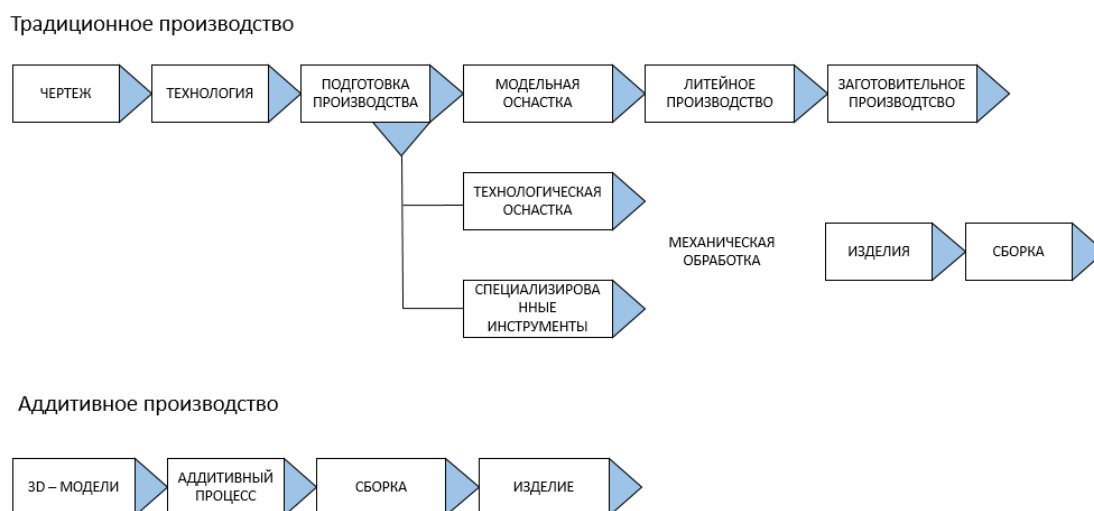 Традиционное производство
ЧЕРТЕЖ
ТЕХНОЛОГИЯ
ПОДГОТОВКА
ПРОИЗВОДСТВА
МОДЕЛЬНАЯ
ОСНАСТКА
ЛИТЕЙНОЕ
ПРОИЗВОДСТВО
ЗАГОТОВИТЕЛЬНОЕ
ПРОИЗВОДТСВО
ТЕХНОЛОГИЧЕСКАЯ
ОСНАСТКА
МЕХАНИЧЕСКАЯ
ОБРАБОТКА
ИЗДЕЛИЯ
СБОРКА
СПЕЦИАЛИЗИРОВА
ННЫЕ
ИНСТРУМЕНТЫ
Аддитивное производство
3D – МОДЕЛИ
АДДИТИВНЫЙ
ПРОЦЕСС
СБОРКА
ИЗДЕЛИЕ